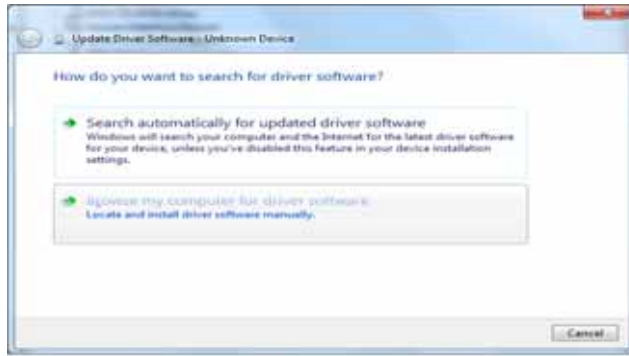 Update Driver Software - Unknown Device
How do you want to search for driver software?
Search automatically for updated driver software
Windows will search your computer and the Internet for the latest driver software
for your device, unless you've disabled this feature in your device installation
settings.
Browse my computer for driver software
Locate and install driver software manually.
Cancel